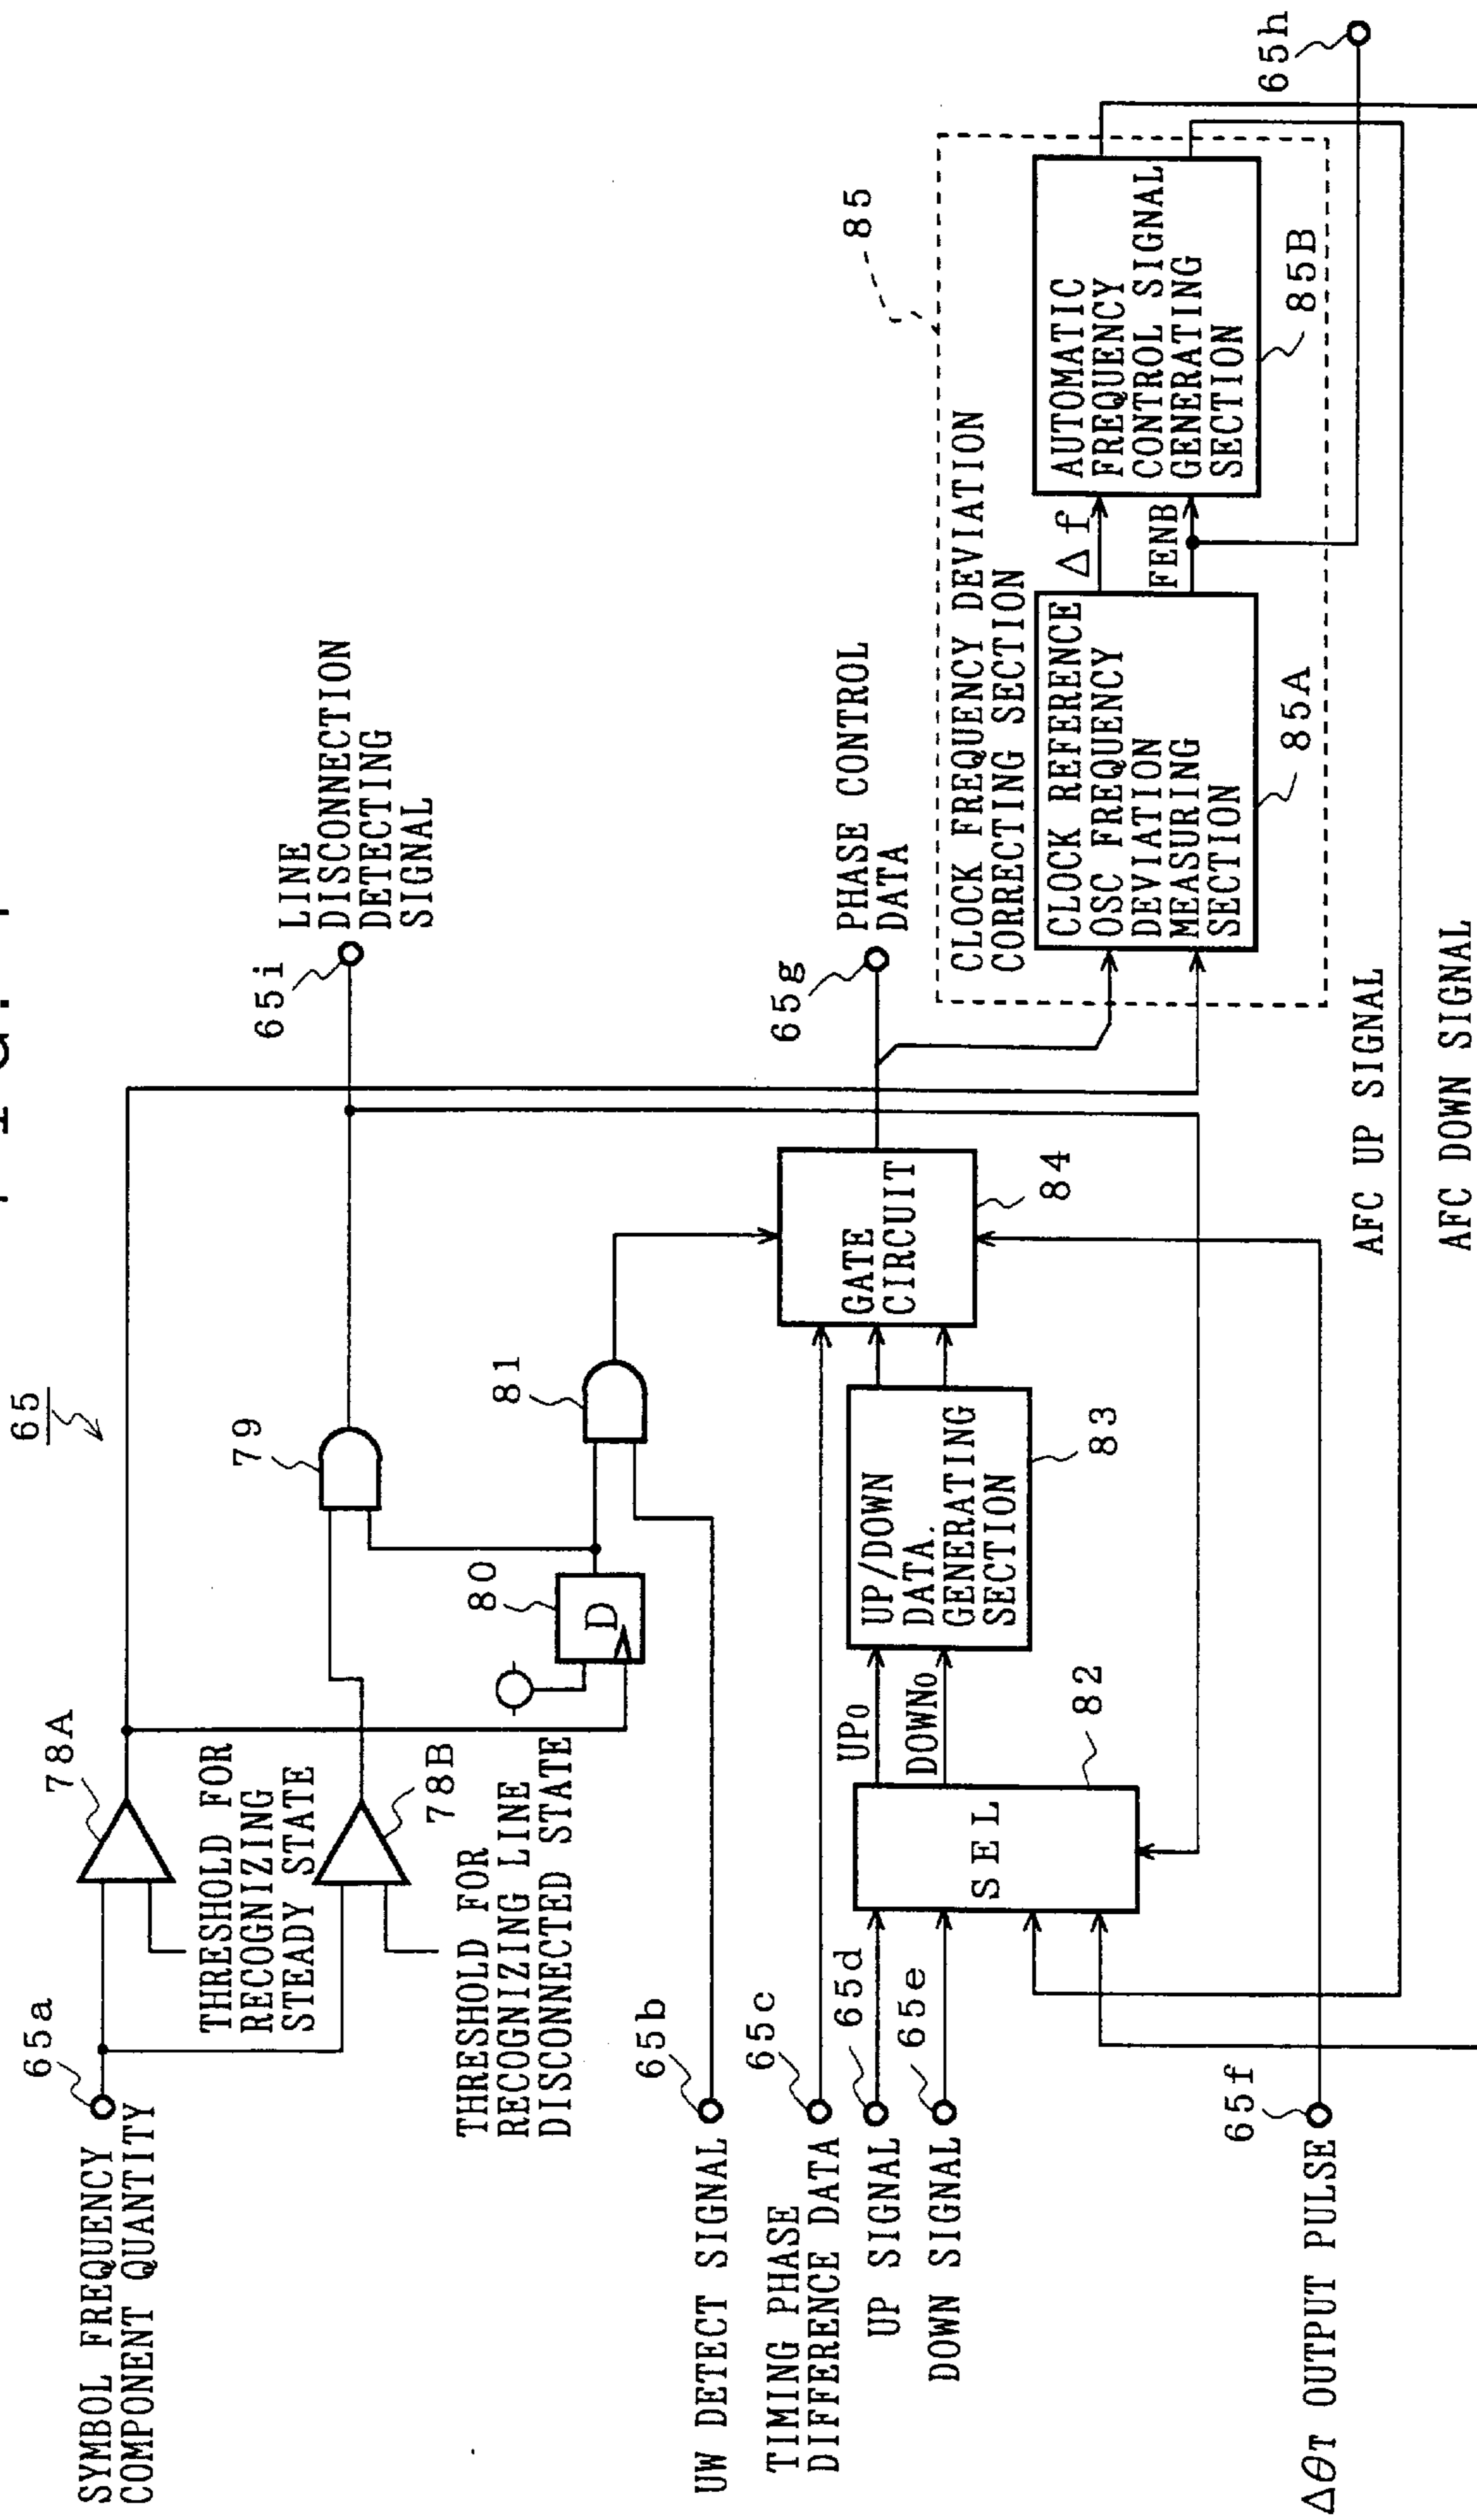 65
SYMBOL FREQUENCY
COMPONENT QUANTITY
65a
78A
THRESHOLD FOR
RECOGNIZING
STEADY STATE
78B
THRESHOLD FOR
RECOGNIZING LINE
DISCONNECTED STATE
79
80
D
81
65i
LINE
DISCONNECTION
DETECTING
SIGNAL
UW DETECT SIGNAL
65b
TIMING PHASE
DIFFERENCE DATA
65c
UP SIGNAL
65d
DOWN SIGNAL
65e
SEL
82
UP0
DOWN0
UP/DOWN
DATA.
GENERATING
SECTION
83
GATE
CIRCUIT
84
65g
PHASE CONTROL
DATA
85
CLOCK FREQUENCY DEVIATION
CORRECTING SECTION
CLOCK REFERENCE
OSC FREQUENCY
DEVIATION
MEASURING
SECTION
85A
Δf
FENB
AUTOMATIC
FREQUENCY
CONTROL SIGNAL
GENERATING
SECTION
85B
65h
ΔθT OUTPUT PULSE
65f
AFC UP SIGNAL
AFC DOWN SIGNAL